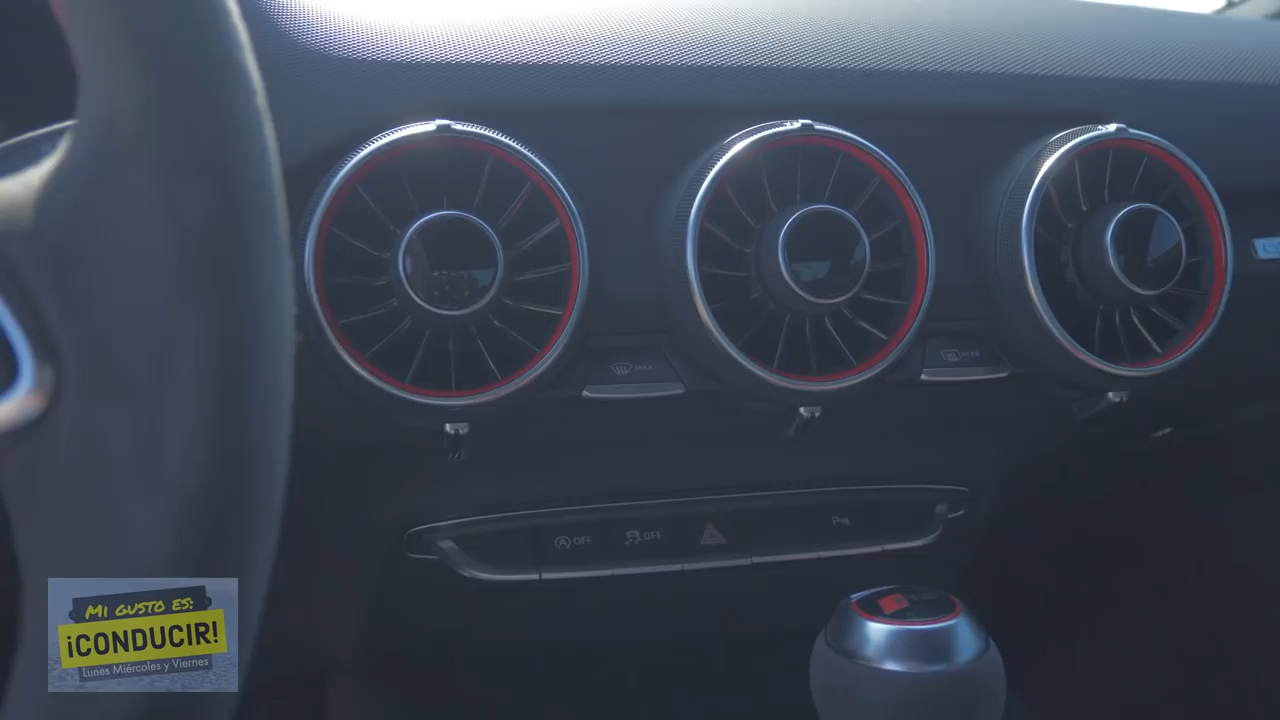 MAX
REAR
OFF
OFF
MI GUSTO ES:
¡CONDUCIR!
Lunes Miércoles y Viernes